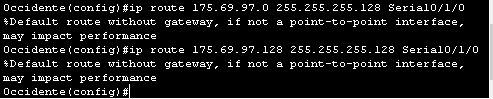 Occidente(config)#ip route 175.69.97.0 255.255.255.128 Serial0/1/0
%Default route without gateway, if not a point-to-point interface,
may impact performance
Occidente(config)#ip route 175.69.97.128 255.255.255.128 Serial0/1/0
%Default route without gateway, if not a point-to-point interface,
may impact performance
Occidente(config)#